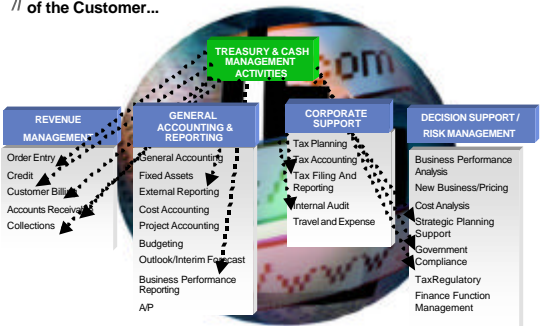 of the Customer...
TREASURY & CASH
MANAGEMENT
ACTIVITIES
.com
REVENUE
MANAGEMENT
Order Entry
Credit
Customer Billing
Accounts Receivable
Collections
GENERAL
ACCOUNTING &
REPORTING
General Accounting
Fixed Assets
External Reporting
Cost Accounting
Project Accounting
Budgeting
Outlook/Interim Forecast
Business Performance
Reporting
A/P
CORPORATE
SUPPORT
Tax Planning
Tax Accounting
Tax Filing And
Reporting
Internal Audit
Travel and Expense
DECISION SUPPORT /
RISK MANAGEMENT
Business Performance
Analysis
New Business/Pricing
Cost Analysis
Strategic Planning
Support
Government
Compliance
TaxRegulatory
Finance Function
Management